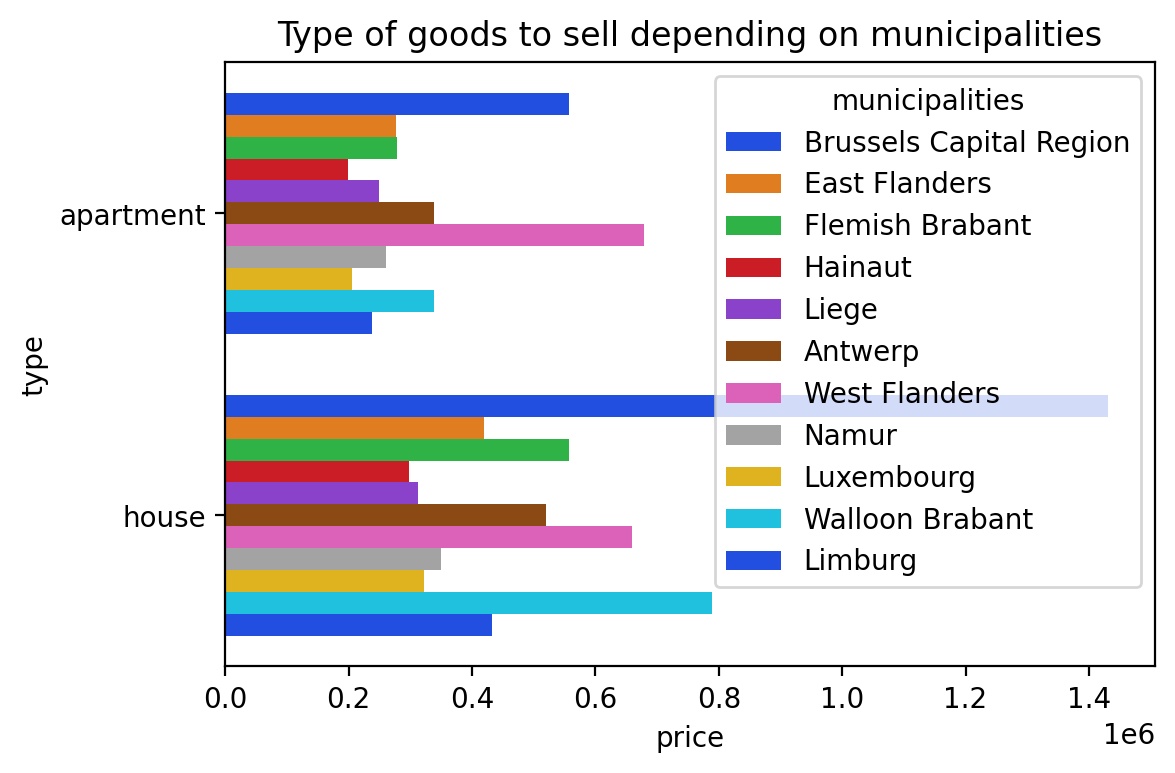 Type of goods to sell depending on municipalities
municipalities
Brussels Capital Region
East Flanders
Flemish Brabant
Hainaut
Liege
Antwerp
West Flanders
Namur
Luxembourg
Walloon Brabant
Limburg
apartment
house
type
0.0 0.2 0.4 0.6 0.8 1.0 1.2 1.4
1e6
price